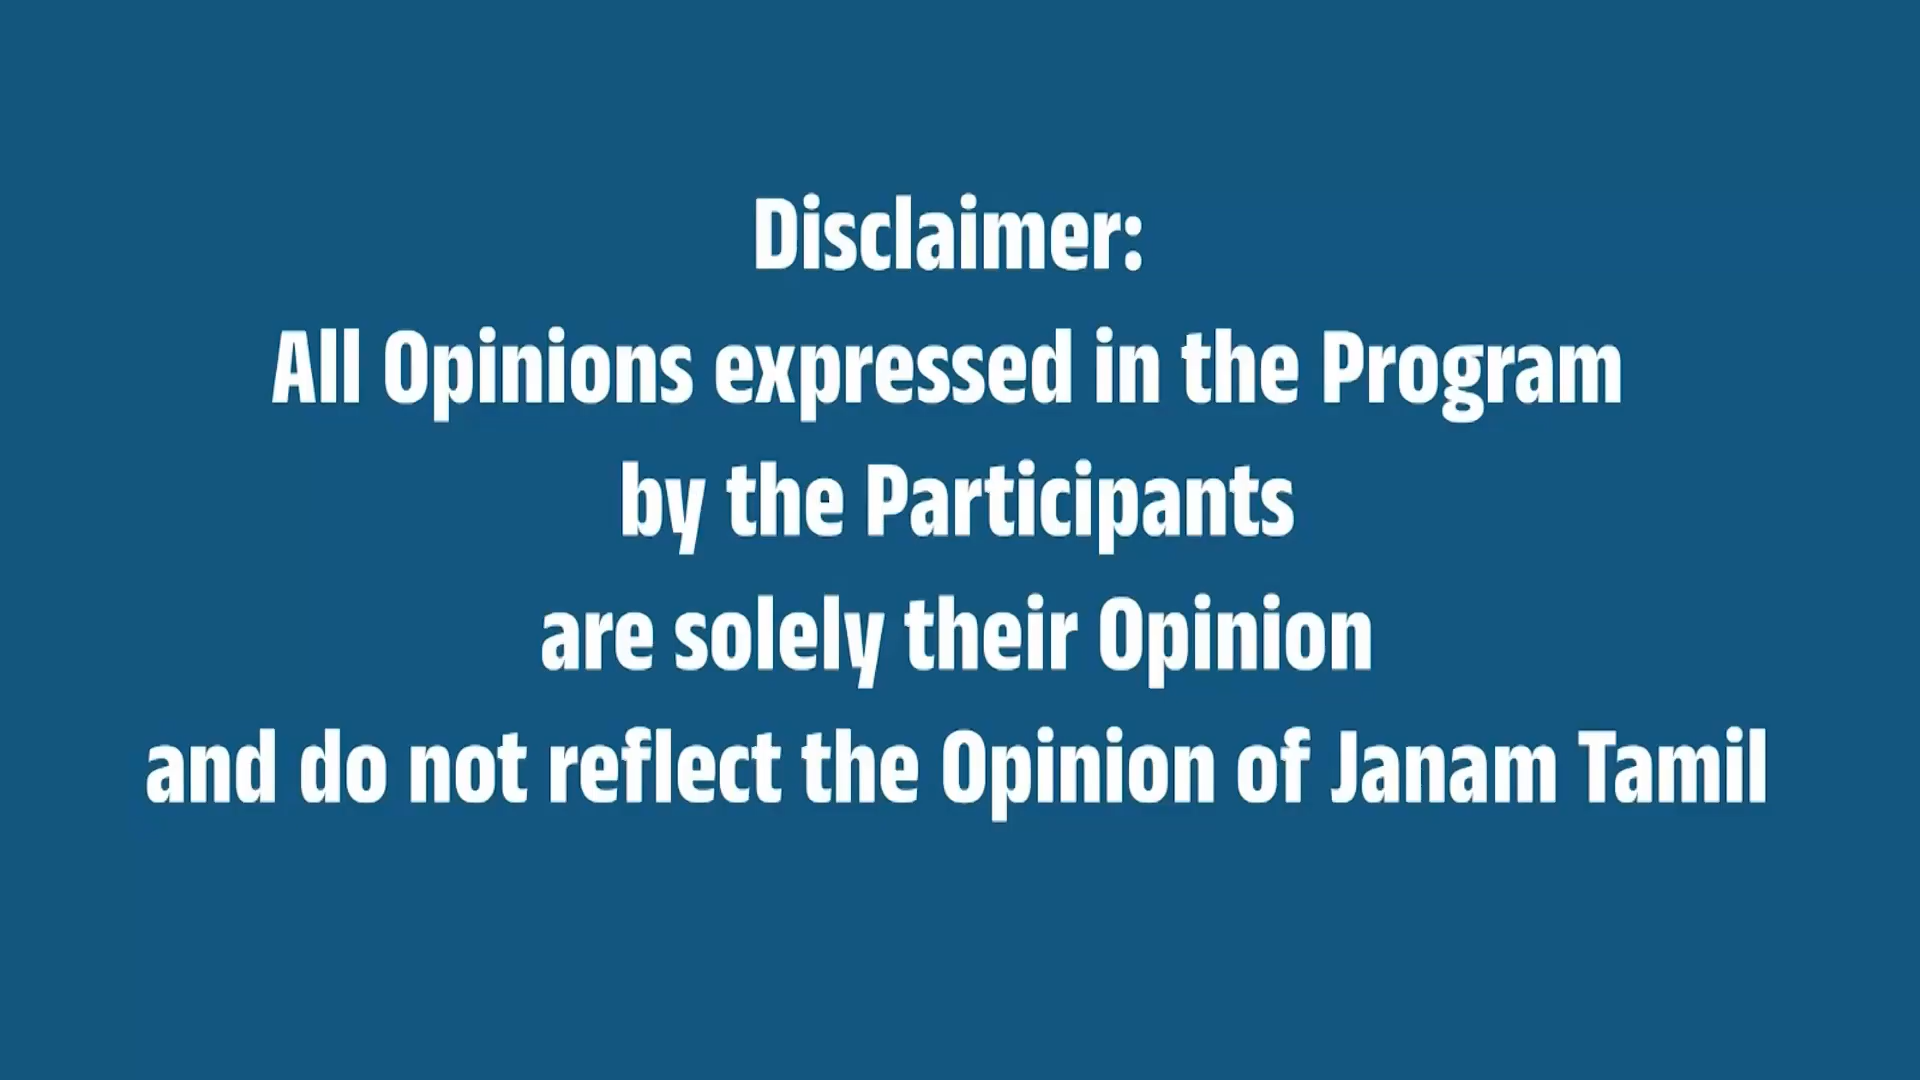 Disclaimer:
All Opinions expressed in the Program
by the Participants
are solely their Opinion
and do not reflect the Opinion of Janam Tamil